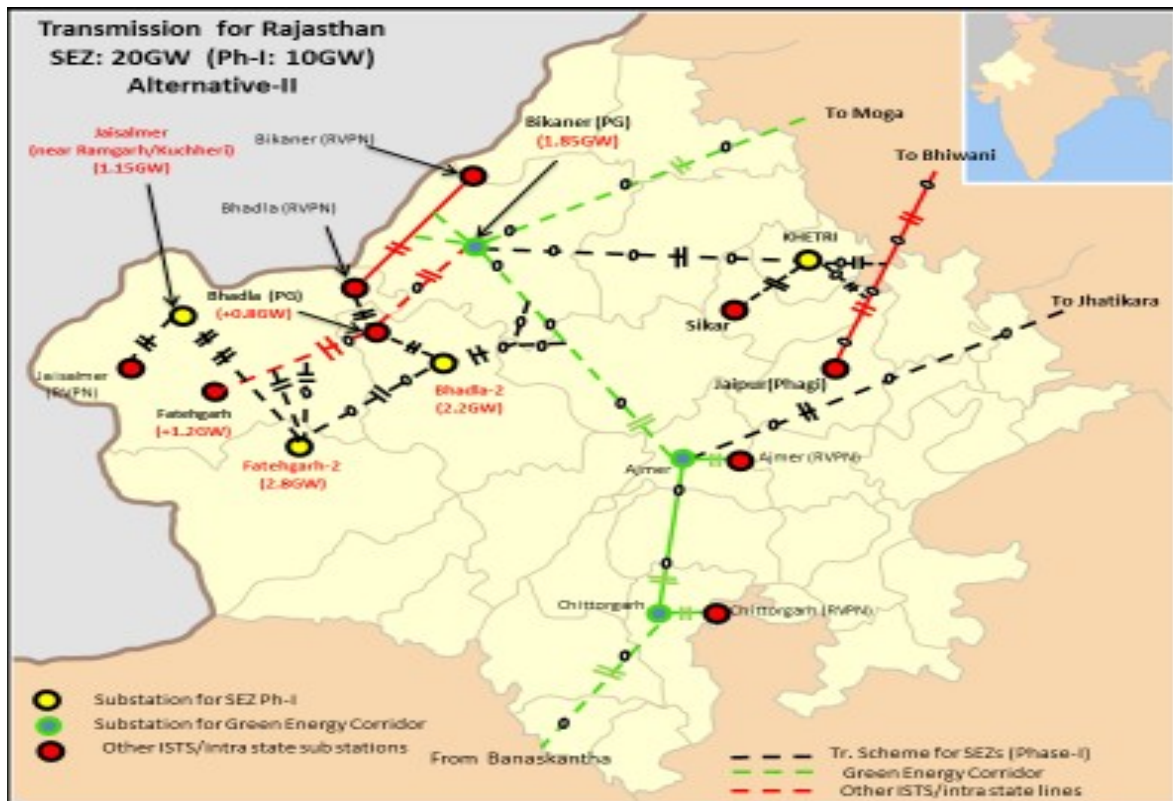 Transmission for Rajasthan
SEZ: 20GW (Ph-I: 10GW)
Alternative-II
Jaisalmer
(near Ramgarh/Kuchheri)
(1.15GW)
Bikaner (RVPN)
Bikaner (PG)
(1.85GW)
To Moga
To Bhiwani
Bhadla (RVPN)
KHETRI
Bhadla (PG)
(+0.8GW)
To Jhatikara
Sikar
Jaisalmer
(RVPN)
Fatehgarh
(+1.2GW)
Bhadla-2
(2.2GW)
Jaipur(Phagi)
Fatehgarh-2
(2.8GW)
Ajmer
Ajmer (RVPN)
Chittorgarh
Chittorgarh (RVPN)
Substation for SEZ Ph-I
Substation for Green Energy Corridor
Other ISTS/intra state sub stations
From Banaskantha
Tr. Scheme for SEZs (Phase-I)
Green Energy Corridor
Other ISTS/intra state lines